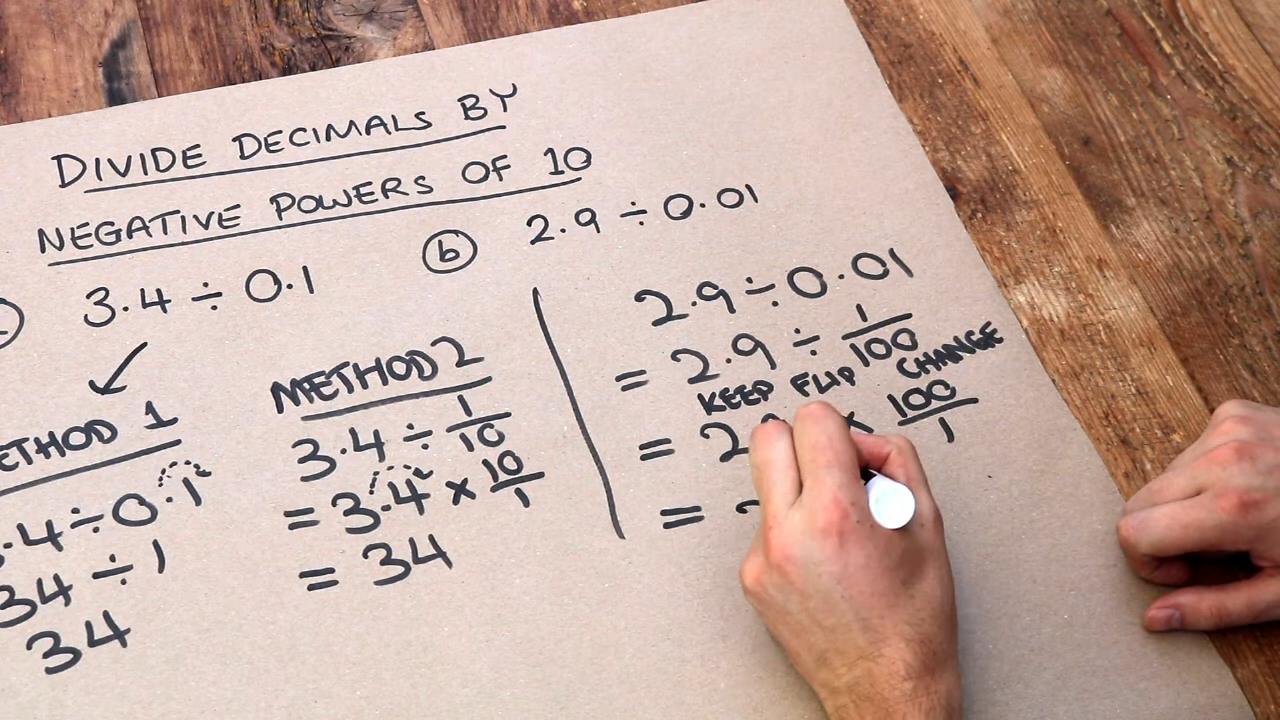 DIVIDE DECIMALS BY
NEGATIVE POWERS OF 10
3.4 ÷ 0.1
b 2.9 ÷ 0.01
ETHOD 1
.4 ÷ 0.1
34 ÷ 1
34
METHOD 2
3.4 ÷ 1/10
= 3.4 × 10/1
= 34
2.9 ÷ 0.01
= 2.9 ÷ 1/100
KEEP FLIP CHANGE
= 2 × 100/1
=